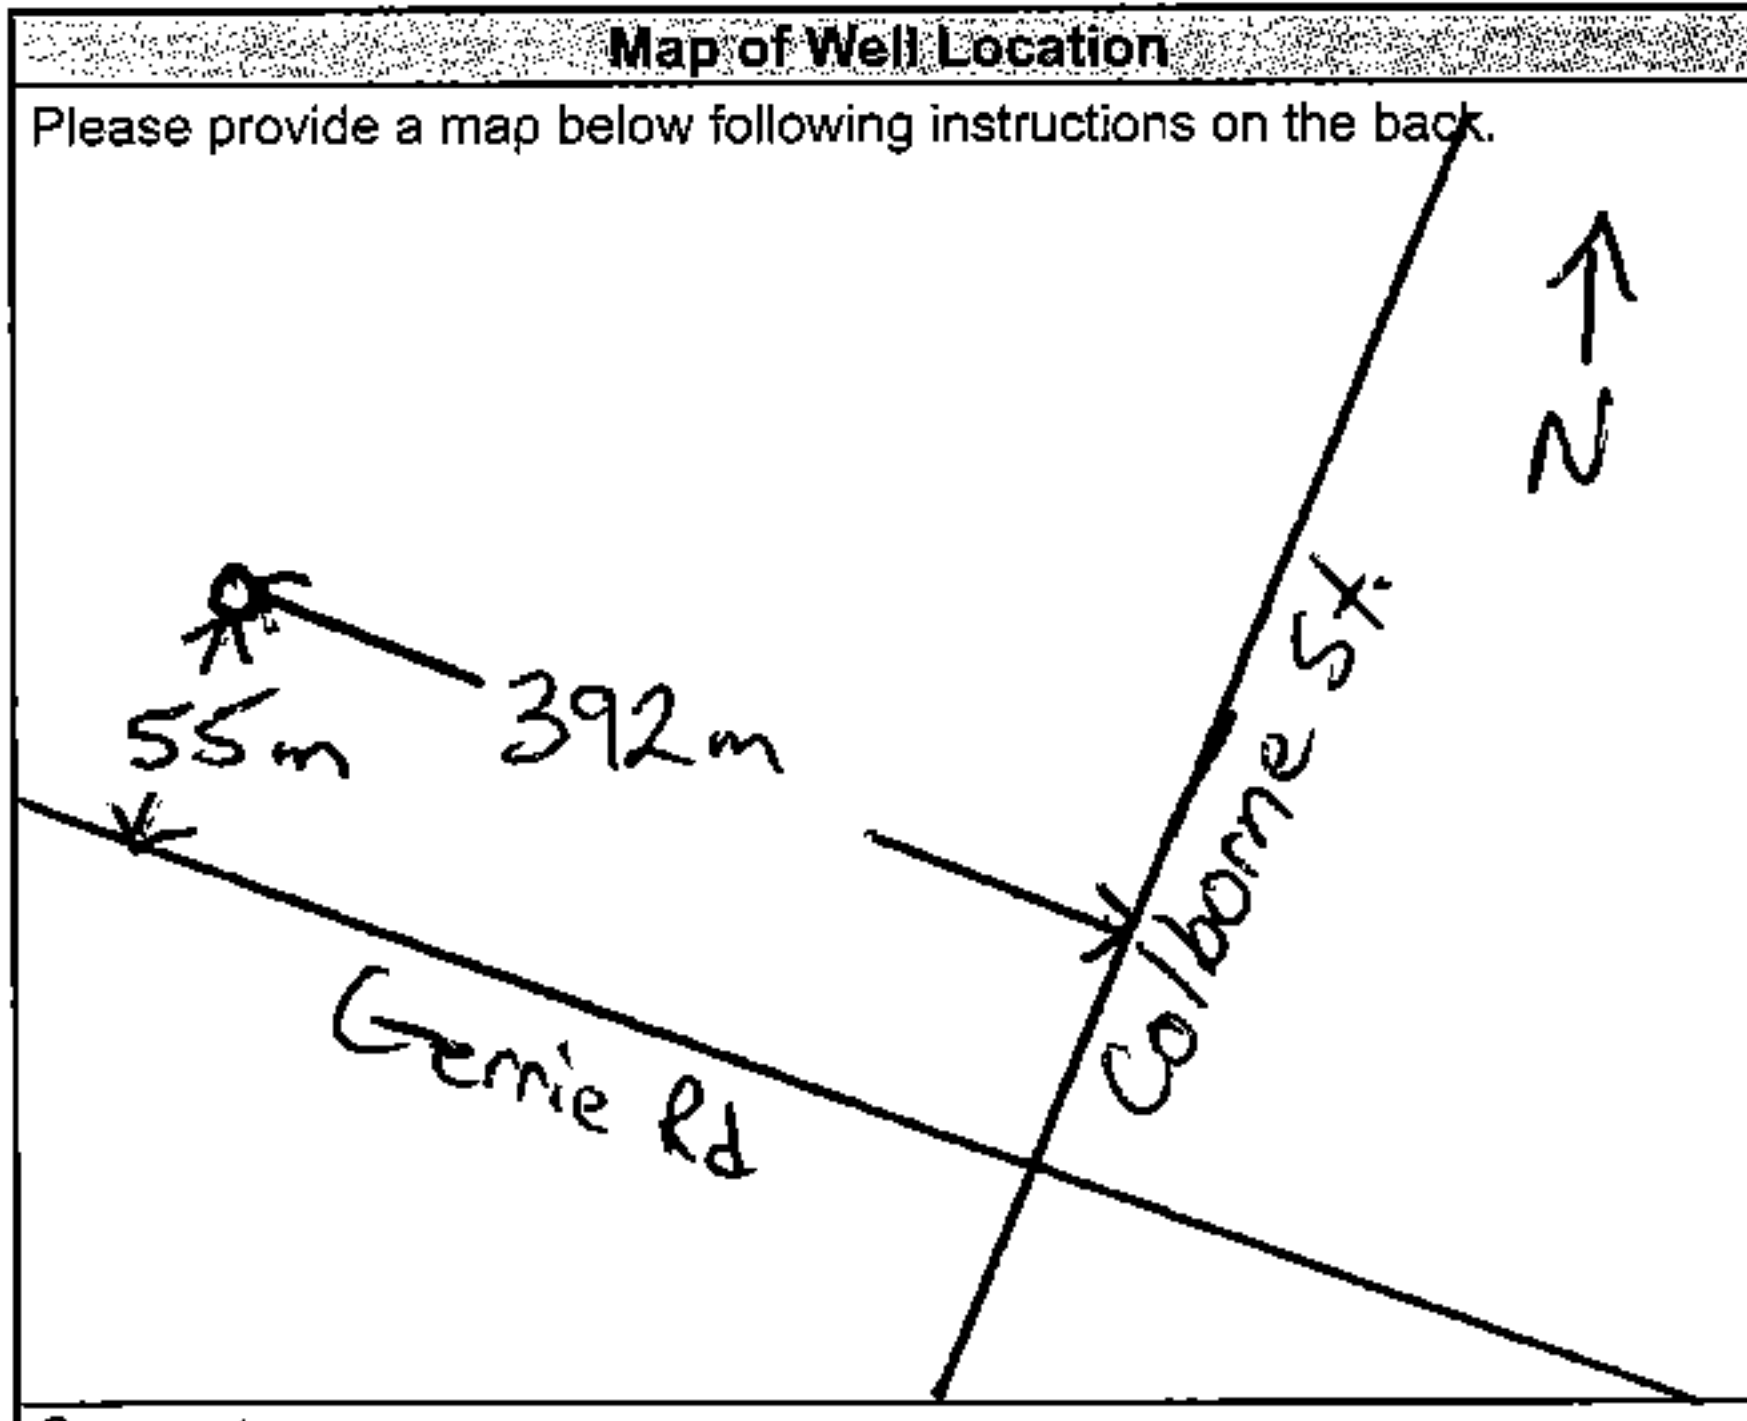 Map of Well Location
Please provide a map below following instructions on the back.
N
55m
392m
Colborne St.
Gerrie Rd